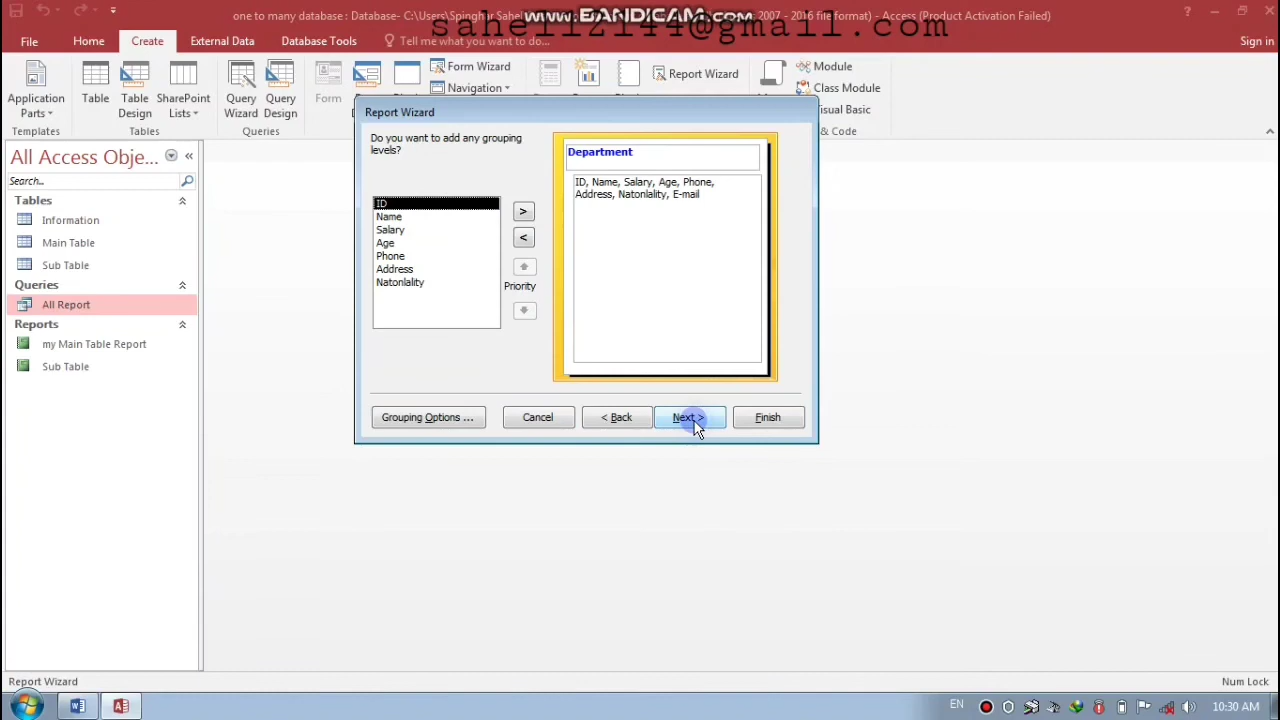 one to many database : Database- C:\Users\Spinghar Sahel
2007 - 2016 file format) - Access (Product Activation Failed)
www.BANDICAM.com
sahel12144@gmail.com
File Home Create External Data Database Tools Tell me what you want to do... Sign in
Form Wizard Report Wizard Module
Navigation Class Module
Application Parts Table Table Design SharePoint Lists Query Wizard Query Design Form isual Basic
Templates Tables Queries & Code
Report Wizard
Do you want to add any grouping
levels?
ID
Name
Salary
Age
Phone
Address
Natonlality
>
<
Priority
Department
ID, Name, Salary, Age, Phone,
Address, Natonlality, E-mail
Grouping Options ... Cancel < Back Next > Finish
All Access Obje... «
Search...
Tables
Information
Main Table
Sub Table
Queries
All Report
Reports
my Main Table Report
Sub Table
Report Wizard Num Lock
EN 10:30 AM